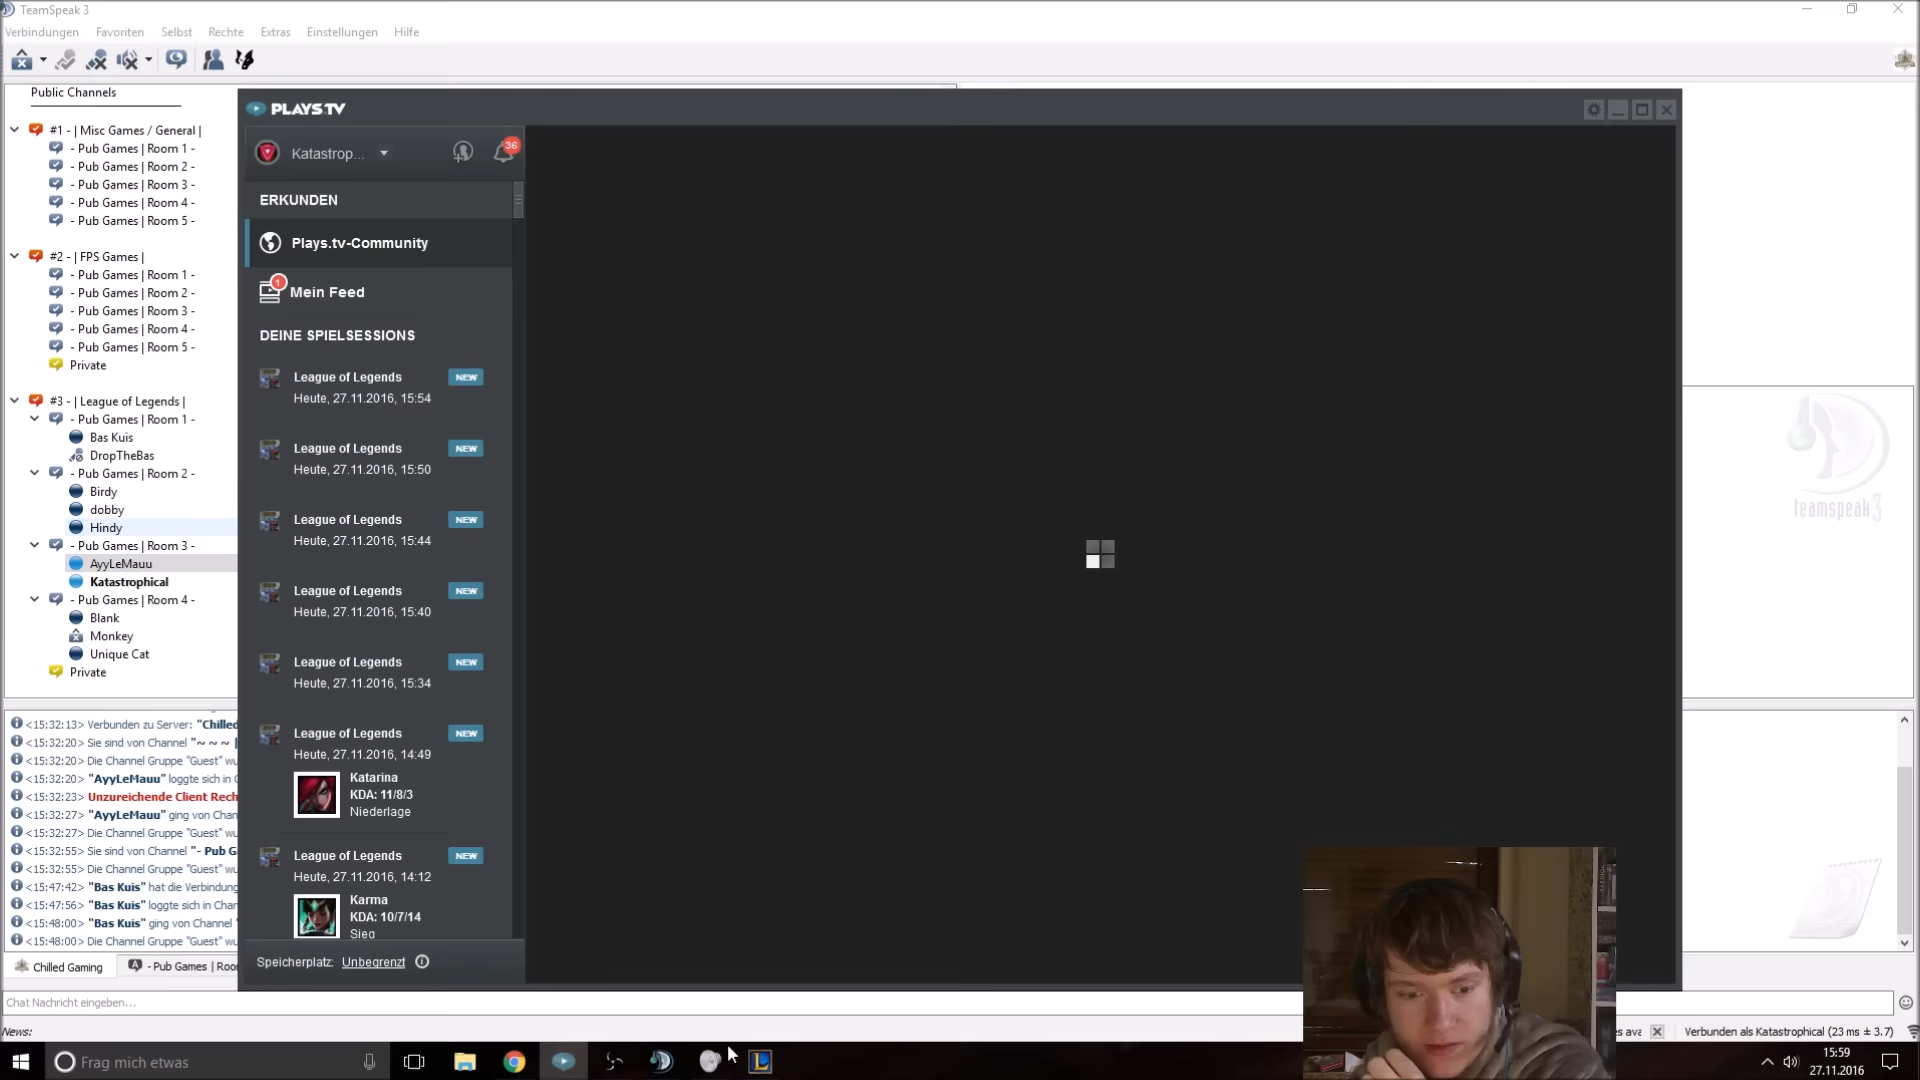 TeamSpeak 3
Verbindungen Favoriten Selbst Rechte Extras Einstellungen Hilfe
Public Channels
#1 - | Misc Games / General |
- Pub Games | Room 1 -
- Pub Games | Room 2 -
- Pub Games | Room 3 -
- Pub Games | Room 4 -
- Pub Games | Room 5 -
#2 - | FPS Games |
- Pub Games | Room 1 -
- Pub Games | Room 2 -
- Pub Games | Room 3 -
- Pub Games | Room 4 -
- Pub Games | Room 5 -
Private
#3 - | League of Legends |
- Pub Games | Room 1 -
Bas Kuis
DropTheBas
- Pub Games | Room 2 -
Birdy
dobby
Hindy
- Pub Games | Room 3 -
AyyLeMauu
Katastrophical
- Pub Games | Room 4 -
Blank
Monkey
Unique Cat
Private
<15:32:13> Verbunden zu Server: "Chilled
<15:32:20> Sie sind von Channel "~ ~ ~ |
<15:32:20> Die Channel Gruppe "Guest" wu
<15:32:20> "AyyLeMauu" loggte sich in C
<15:32:23> Unzureichende Client Rech
<15:32:27> "AyyLeMauu" ging von Chan
<15:32:27> Die Channel Gruppe "Guest" wu
<15:32:55> Sie sind von Channel "- Pub G
<15:32:55> Die Channel Gruppe "Guest" wu
<15:47:42> "Bas Kuis" hat die Verbindung
<15:47:56> "Bas Kuis" loggte sich in Chan
<15:48:00> "Bas Kuis" ging von Channel "
<15:48:00> Die Channel Gruppe "Guest" wu
Chilled Gaming
- Pub Games | Roo
Chat Nachricht eingeben...
News:
PLAYS.TV
Katastrop...
36
ERKUNDEN
Plays.tv-Community
1
Mein Feed
DEINE SPIELSESSIONS
League of Legends NEW
Heute, 27.11.2016, 15:54
League of Legends NEW
Heute, 27.11.2016, 15:50
League of Legends NEW
Heute, 27.11.2016, 15:44
League of Legends NEW
Heute, 27.11.2016, 15:40
League of Legends NEW
Heute, 27.11.2016, 15:34
League of Legends NEW
Heute, 27.11.2016, 14:49
Katarina
KDA: 11/8/3
Niederlage
League of Legends NEW
Heute, 27.11.2016, 14:12
Karma
KDA: 10/7/14
Sieg
Speicherplatz: Unbegrenzt
teamspeak 3
es ava
Verbunden als Katastrophical (23 ms ± 3.7)
Frag mich etwas
L
15:59
27.11.2016